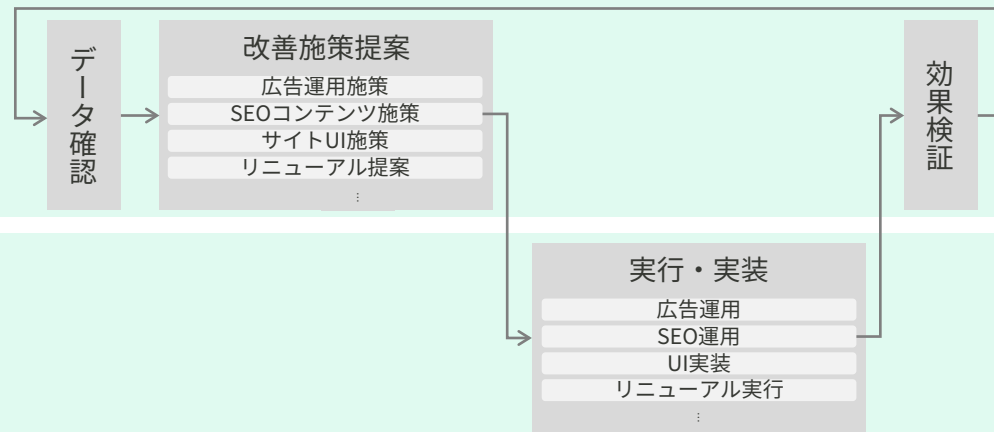 データ確認
改善施策提案
広告運用施策
SEOコンテンツ施策
サイトUI施策
リニューアル提案
…
効果検証
実行・実装
広告運用
SEO運用
UI実装
リニューアル実行
…